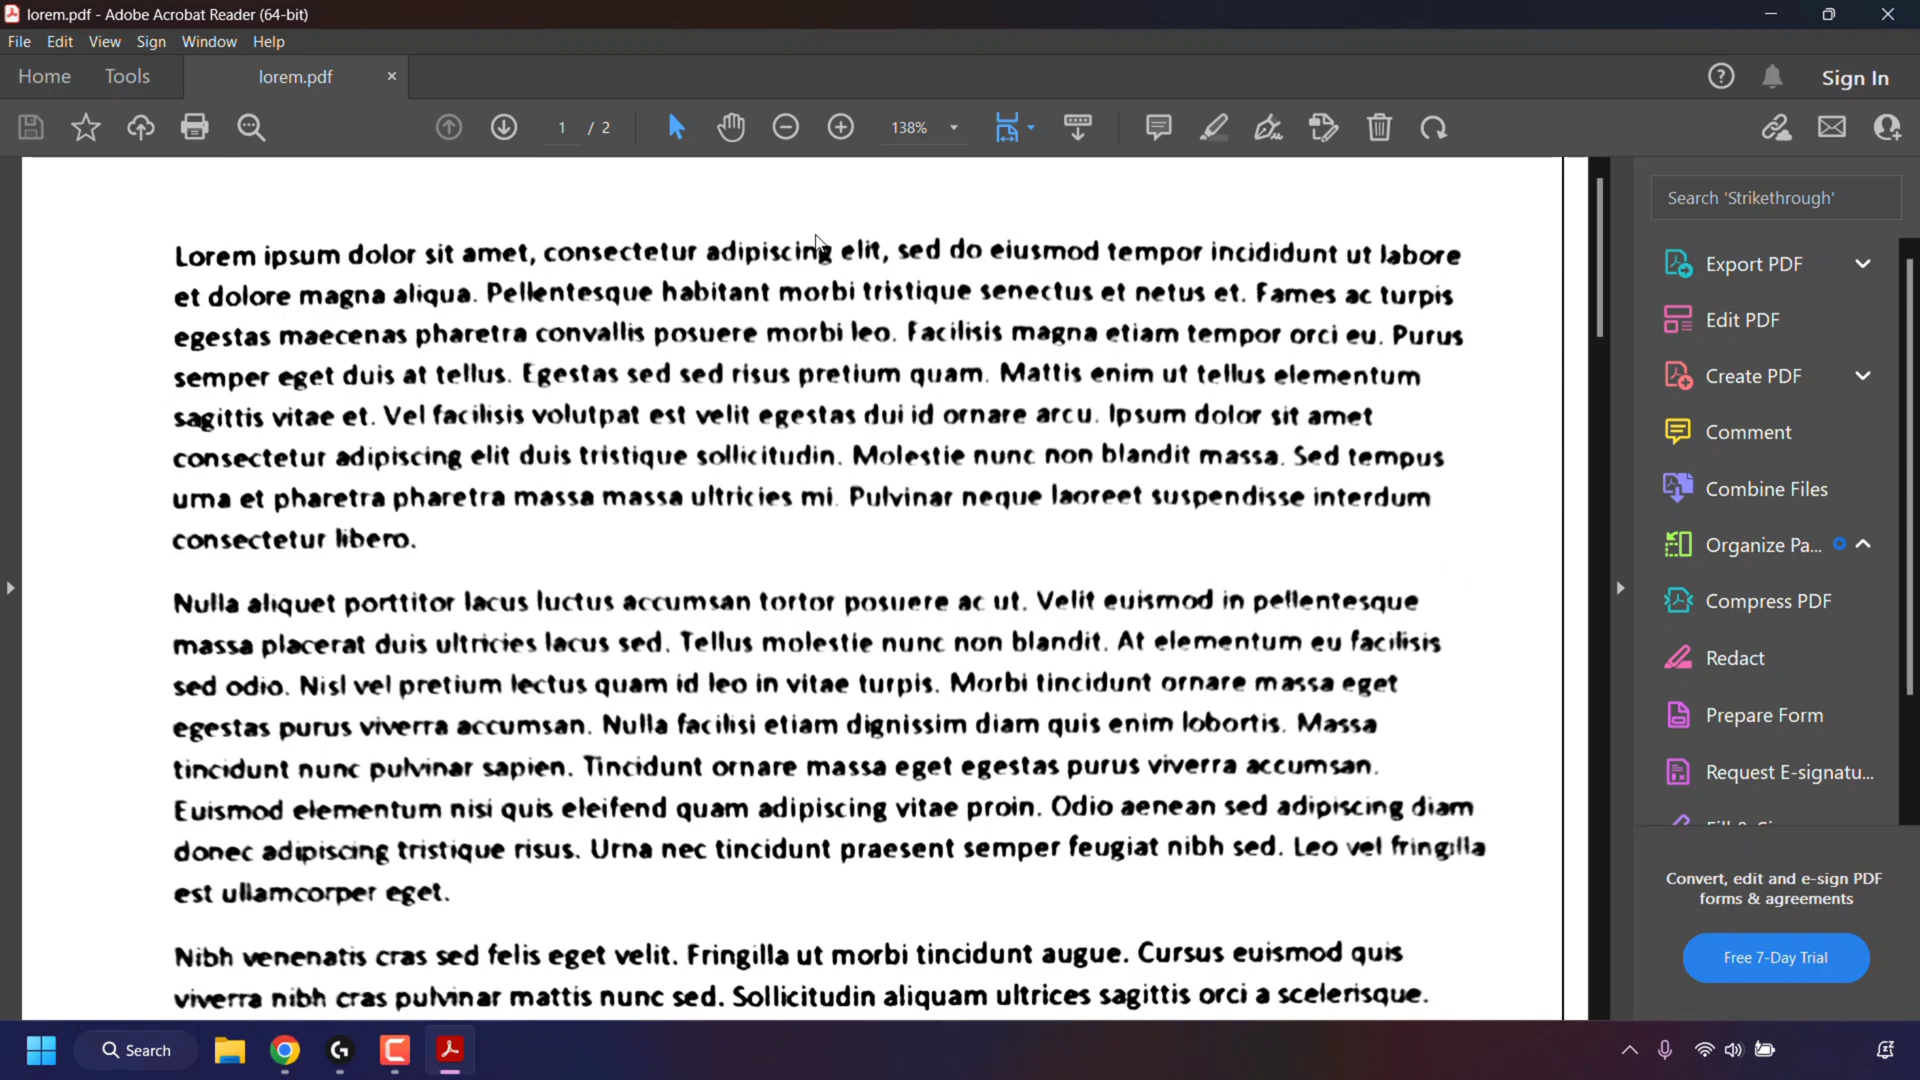 lorem.pdf - Adobe Acrobat Reader (64-bit)
File Edit View Sign Window Help
Home Tools lorem.pdf Sign In
1 / 2 138%
Search 'Strikethrough'
Lorem ipsum dolor sit amet, consectetur adipiscing elit, sed do eiusmod tempor incididunt ut labore
et dolore magna aliqua. Pellentesque habitant morbi tristique senectus et netus et. Fames ac turpis
egestas maecenas pharetra convallis posuere morbi leo. Facilisis magna etiam tempor orci eu. Purus
semper eget duis at tellus. Egestas sed sed risus pretium quam. Mattis enim ut tellus elementum
sagittis vitae et. Vel facilisis volutpat est velit egestas dui id ornare arcu. Ipsum dolor sit amet
consectetur adipiscing elit duis tristique sollicitudin. Molestie nunc non blandit massa. Sed tempus
urna et pharetra pharetra massa massa ultricies mi. Pulvinar neque laoreet suspendisse interdum
consectetur libero.
Nulla aliquet porttitor lacus luctus accumsan tortor posuere ac ut. Velit euismod in pellentesque
massa placerat duis ultricies lacus sed. Tellus molestie nunc non blandit. At elementum eu facilisis
sed odio. Nisl vel pretium lectus quam id leo in vitae turpis. Morbi tincidunt ornare massa eget
egestas purus viverra accumsan. Nulla facilisi etiam dignissim diam quis enim lobortis. Massa
tincidunt nunc pulvinar sapien. Tincidunt ornare massa eget egestas purus viverra accumsan.
Euismod elementum nisi quis eleifend quam adipiscing vitae proin. Odio aenean sed adipiscing diam
donec adipiscing tristique risus. Urna nec tincidunt praesent semper feugiat nibh sed. Leo vel fringilla
est ullamcorper eget.
Nibh venenatis cras sed felis eget velit. Fringilla ut morbi tincidunt augue. Cursus euismod quis
viverra nibh cras pulvinar mattis nunc sed. Sollicitudin aliquam ultrices sagittis orci a scelerisque.
Export PDF
Edit PDF
Create PDF
Comment
Combine Files
Organize Pa...
Compress PDF
Redact
Prepare Form
Request E-signatu...
Convert, edit and e-sign PDF
forms & agreements
Free 7-Day Trial
Search